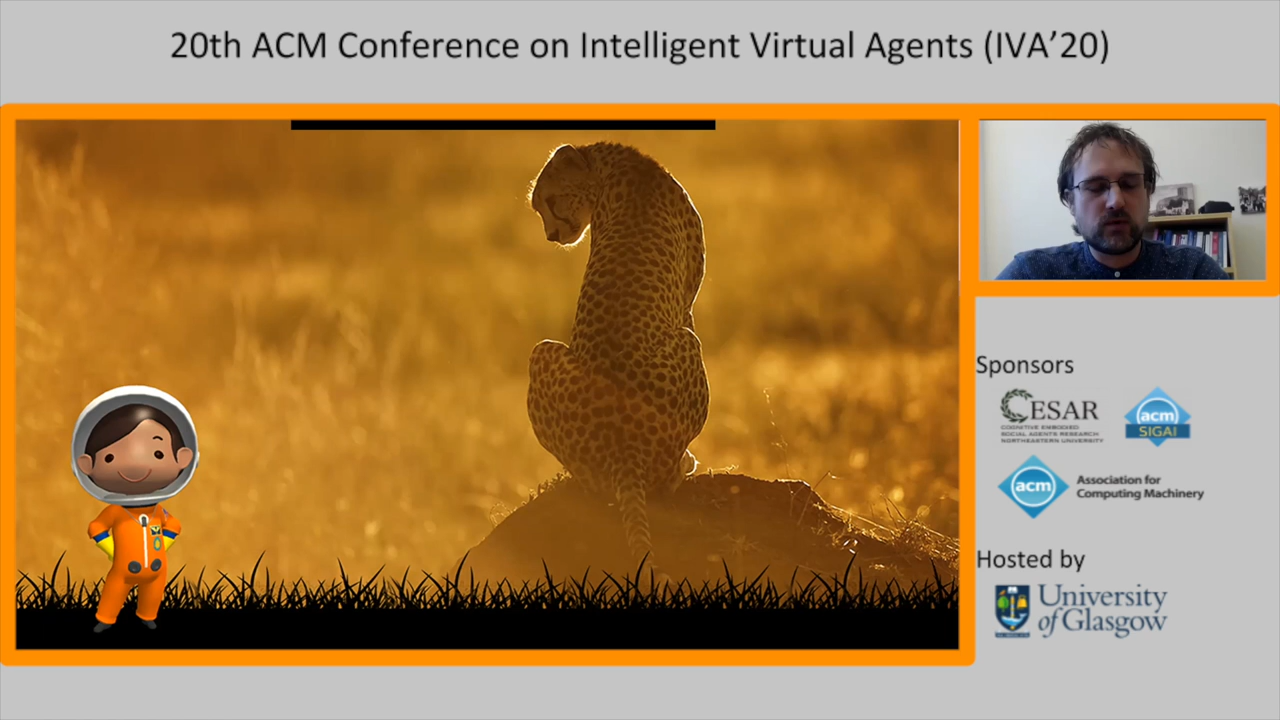 20th ACM Conference on Intelligent Virtual Agents (IVA’20)
Sponsors
CESAR
COGNITIVE EMBODIED
SOCIAL AGENTS RESEARCH
NORTHEASTERN UNIVERSITY
acm
SIGAI
acm
Association for
Computing Machinery
Hosted by
University
of Glasgow